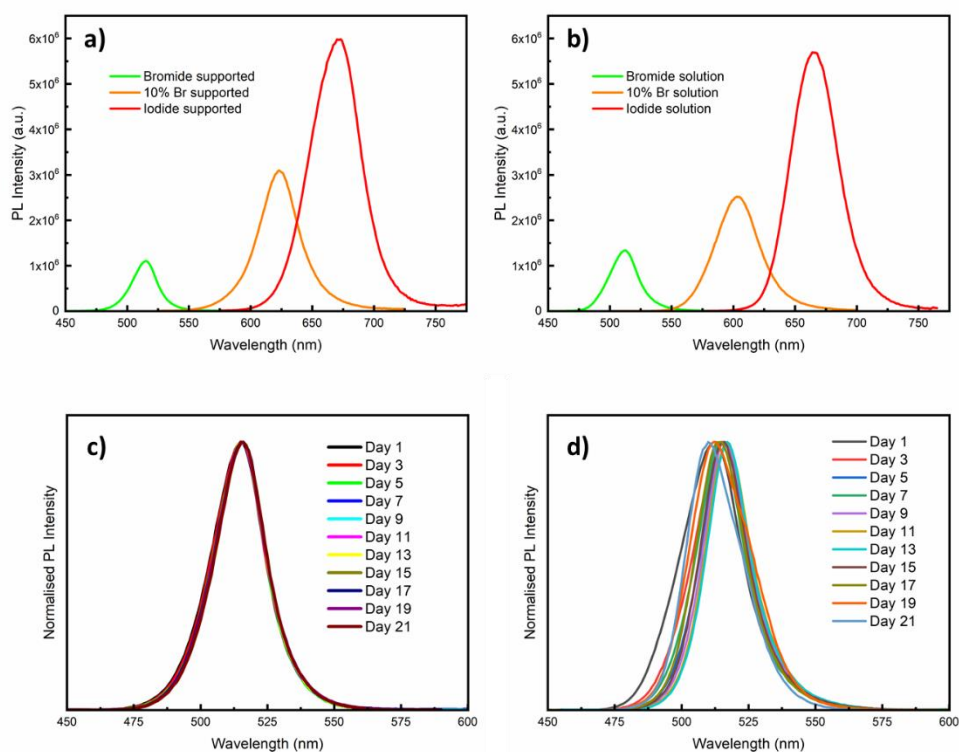 a)
Bromide supported
10% Br supported
Iodide supported
6x10⁶
5x10⁶
4x10⁶
3x10⁶
2x10⁶
1x10⁶
0
PL Intensity (a.u.)
450 500 550 600 650 700 750
Wavelength (nm)
b)
Bromide solution
10% Br solution
Iodide solution
6x10⁶
5x10⁶
4x10⁶
3x10⁶
2x10⁶
1x10⁶
0
PL Intensity (a.u.)
450 500 550 600 650 700 750
Wavelength (nm)
c)
Day 1
Day 3
Day 5
Day 7
Day 9
Day 11
Day 13
Day 15
Day 17
Day 19
Day 21
Normalised PL Intensity
450 475 500 525 550 575 600
Wavelength (nm)
d)
Day 1
Day 3
Day 5
Day 7
Day 9
Day 11
Day 13
Day 15
Day 17
Day 19
Day 21
Normalised PL Intensity
450 475 500 525 550 575 600
Wavelength (nm)